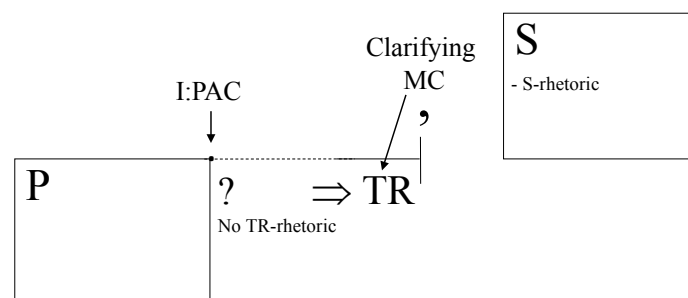 Clarifying
MC
S
- S-rhetoric
I:PAC
,
P
?
⇒
TR
No TR-rhetoric